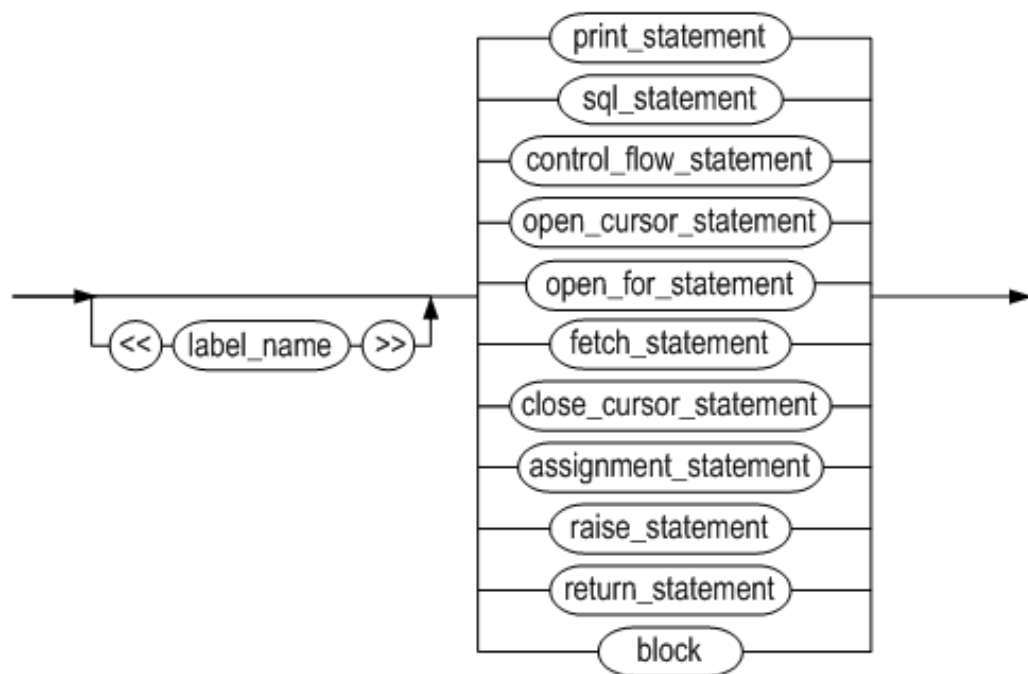 print_statement
sql_statement
control_flow_statement
open_cursor_statement
open_for_statement
<< label_name >>
fetch_statement
close_cursor_statement
assignment_statement
raise_statement
return_statement
block